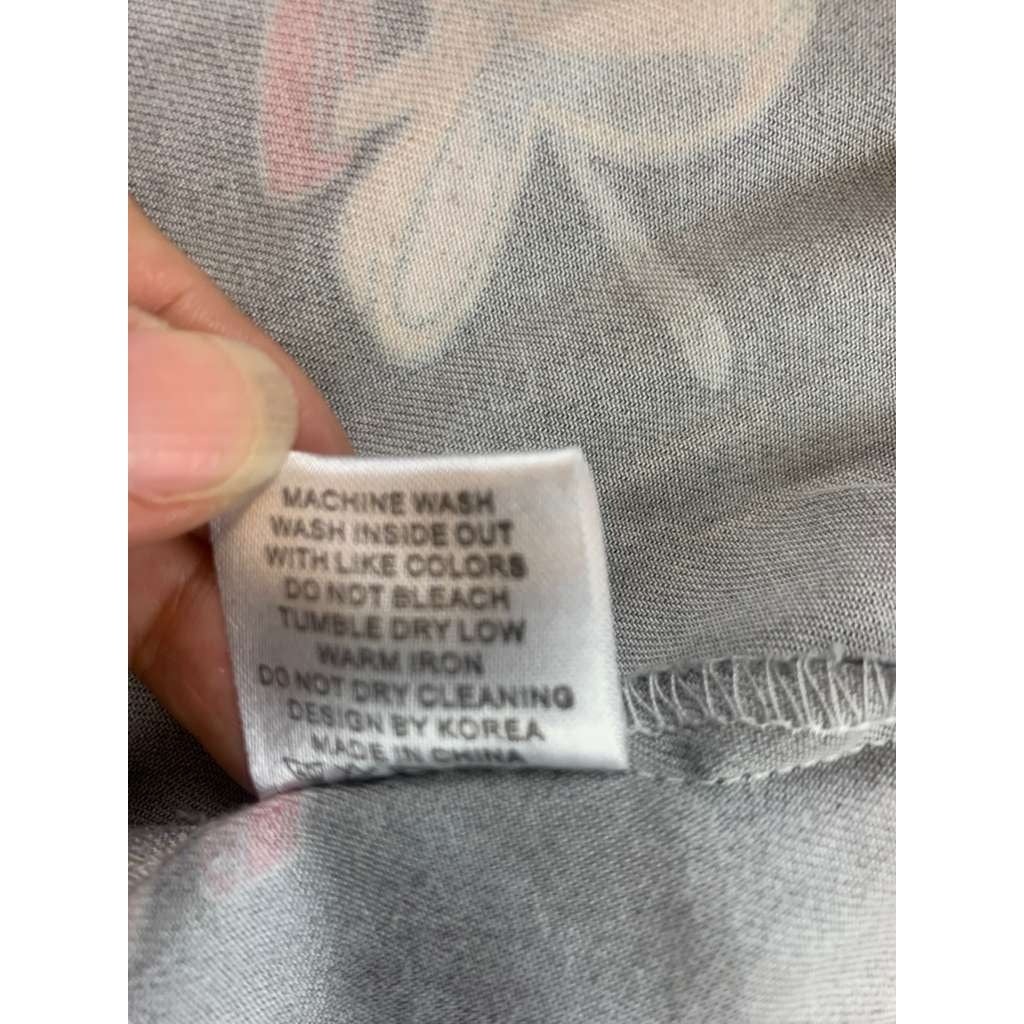 MACHINE WASH
WASH INSIDE OUT
WITH LIKE COLORS
DO NOT BLEACH
TUMBLE DRY LOW
WARM IRON
DO NOT DRY CLEANING
DESIGN BY KOREA
MADE IN CHINA